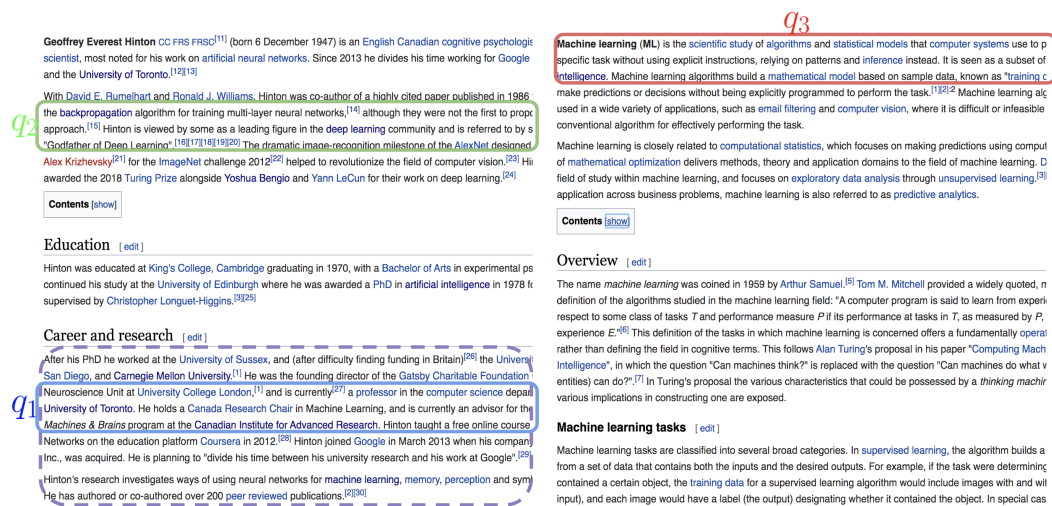 q3
Geoffrey Everest Hinton CC FRS FRSC[11] (born 6 December 1947) is an English Canadian cognitive psychologis
scientist, most noted for his work on artificial neural networks. Since 2013 he divides his time working for Google
and the University of Toronto.[12][13]
With David E. Rumelhart and Ronald J. Williams, Hinton was co-author of a highly cited paper published in 1986
the backpropagation algorithm for training multi-layer neural networks,[14] although they were not the first to propo
q2
approach.[15] Hinton is viewed by some as a leading figure in the deep learning community and is referred to by s
"Godfather of Deep Learning".[16][17][18][19][20] The dramatic image-recognition milestone of the AlexNet designed
Alex Krizhevsky[21] for the ImageNet challenge 2012[22] helped to revolutionize the field of computer vision.[23] Hi
awarded the 2018 Turing Prize alongside Yoshua Bengio and Yann LeCun for their work on deep learning.[24]
Contents [show]
Education [ edit ]
Hinton was educated at King's College, Cambridge graduating in 1970, with a Bachelor of Arts in experimental ps
continued his study at the University of Edinburgh where he was awarded a PhD in artificial intelligence in 1978 fo
supervised by Christopher Longuet-Higgins.[3][25]
Career and research [ edit ]
After his PhD he worked at the University of Sussex, and (after difficulty finding funding in Britain)[26] the Universi
San Diego, and Carnegie Mellon University.[1] He was the founding director of the Gatsby Charitable Foundation
Neuroscience Unit at University College London,[1] and is currently[27] a professor in the computer science depar
q1
University of Toronto. He holds a Canada Research Chair in Machine Learning, and is currently an advisor for the
Machines & Brains program at the Canadian Institute for Advanced Research. Hinton taught a free online course
Networks on the education platform Coursera in 2012.[28] Hinton joined Google in March 2013 when his compan
Inc., was acquired. He is planning to "divide his time between his university research and his work at Google".[29]
Hinton's research investigates ways of using neural networks for machine learning, memory, perception and sym
He has authored or co-authored over 200 peer reviewed publications.[2][30]
Machine learning (ML) is the scientific study of algorithms and statistical models that computer systems use to p
specific task without using explicit instructions, relying on patterns and inference instead. It is seen as a subset of
intelligence. Machine learning algorithms build a mathematical model based on sample data, known as "training d
make predictions or decisions without being explicitly programmed to perform the task.[1][2]:2 Machine learning alg
used in a wide variety of applications, such as email filtering and computer vision, where it is difficult or infeasible
conventional algorithm for effectively performing the task.
Machine learning is closely related to computational statistics, which focuses on making predictions using comput
of mathematical optimization delivers methods, theory and application domains to the field of machine learning. D
field of study within machine learning, and focuses on exploratory data analysis through unsupervised learning.[3]
application across business problems, machine learning is also referred to as predictive analytics.
Contents [show]
Overview [ edit ]
The name machine learning was coined in 1959 by Arthur Samuel.[5] Tom M. Mitchell provided a widely quoted, m
definition of the algorithms studied in the machine learning field: "A computer program is said to learn from experi
respect to some class of tasks T and performance measure P if its performance at tasks in T, as measured by P,
experience E."[6] This definition of the tasks in which machine learning is concerned offers a fundamentally operat
rather than defining the field in cognitive terms. This follows Alan Turing's proposal in his paper "Computing Mach
Intelligence", in which the question "Can machines think?" is replaced with the question "Can machines do what w
entities) can do?".[7] In Turing's proposal the various characteristics that could be possessed by a thinking machin
various implications in constructing one are exposed.
Machine learning tasks [ edit ]
Machine learning tasks are classified into several broad categories. In supervised learning, the algorithm builds a
from a set of data that contains both the inputs and the desired outputs. For example, if the task were determining
contained a certain object, the training data for a supervised learning algorithm would include images with and wit
input), and each image would have a label (the output) designating whether it contained the object. In special cas